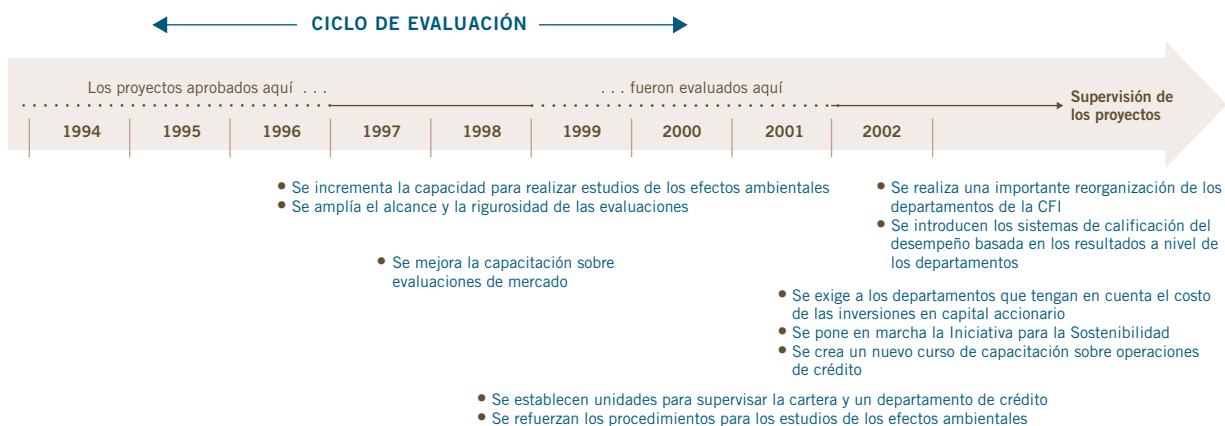 CICLO DE EVALUACIÓN
Los proyectos aprobados aquí . . .
. . . fueron evaluados aquí
Supervisión de
los proyectos
1994 1995 1996 1997 1998 1999 2000 2001 2002
• Se incrementa la capacidad para realizar estudios de los efectos ambientales
• Se amplía el alcance y la rigurosidad de las evaluaciones
• Se realiza una importante reorganización de los
departamentos de la CFI
• Se introducen los sistemas de calificación del
desempeño basada en los resultados a nivel de
los departamentos
• Se mejora la capacitación sobre
evaluaciones de mercado
• Se exige a los departamentos que tengan en cuenta el costo
de las inversiones en capital accionario
• Se pone en marcha la Iniciativa para la Sostenibilidad
• Se crea un nuevo curso de capacitación sobre operaciones
de crédito
• Se establecen unidades para supervisar la cartera y un departamento de crédito
• Se refuerzan los procedimientos para los estudios de los efectos ambientales